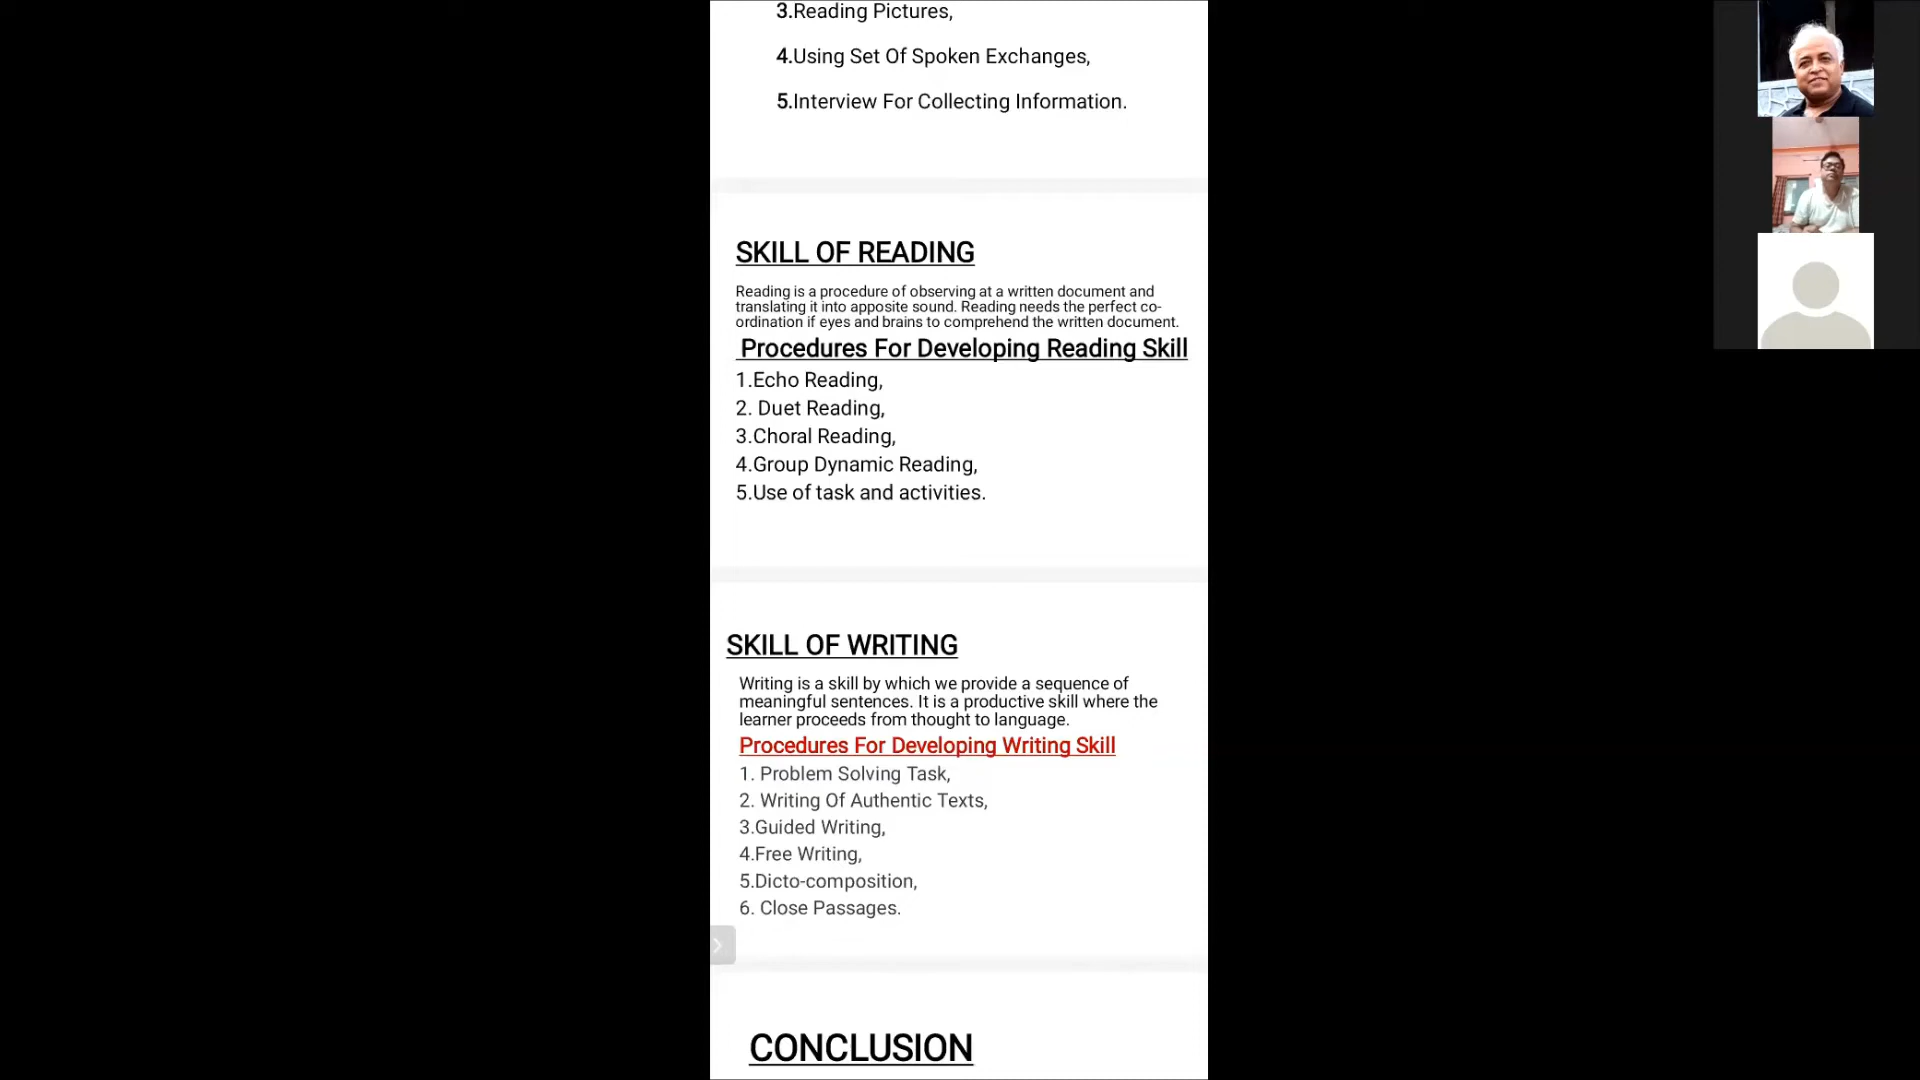 3.Reading Pictures,
4.Using Set Of Spoken Exchanges,
5.Interview For Collecting Information.
SKILL OF READING
Reading is a procedure of observing at a written document and
translating it into apposite sound. Reading needs the perfect co-
ordination if eyes and brains to comprehend the written document.
Procedures For Developing Reading Skill
1.Echo Reading,
2. Duet Reading,
3.Choral Reading,
4.Group Dynamic Reading,
5.Use of task and activities.
SKILL OF WRITING
Writing is a skill by which we provide a sequence of
meaningful sentences. It is a productive skill where the
learner proceeds from thought to language.
Procedures For Developing Writing Skill
1. Problem Solving Task,
2. Writing Of Authentic Texts,
3.Guided Writing,
4.Free Writing,
5.Dicto-composition,
6. Close Passages.
CONCLUSION